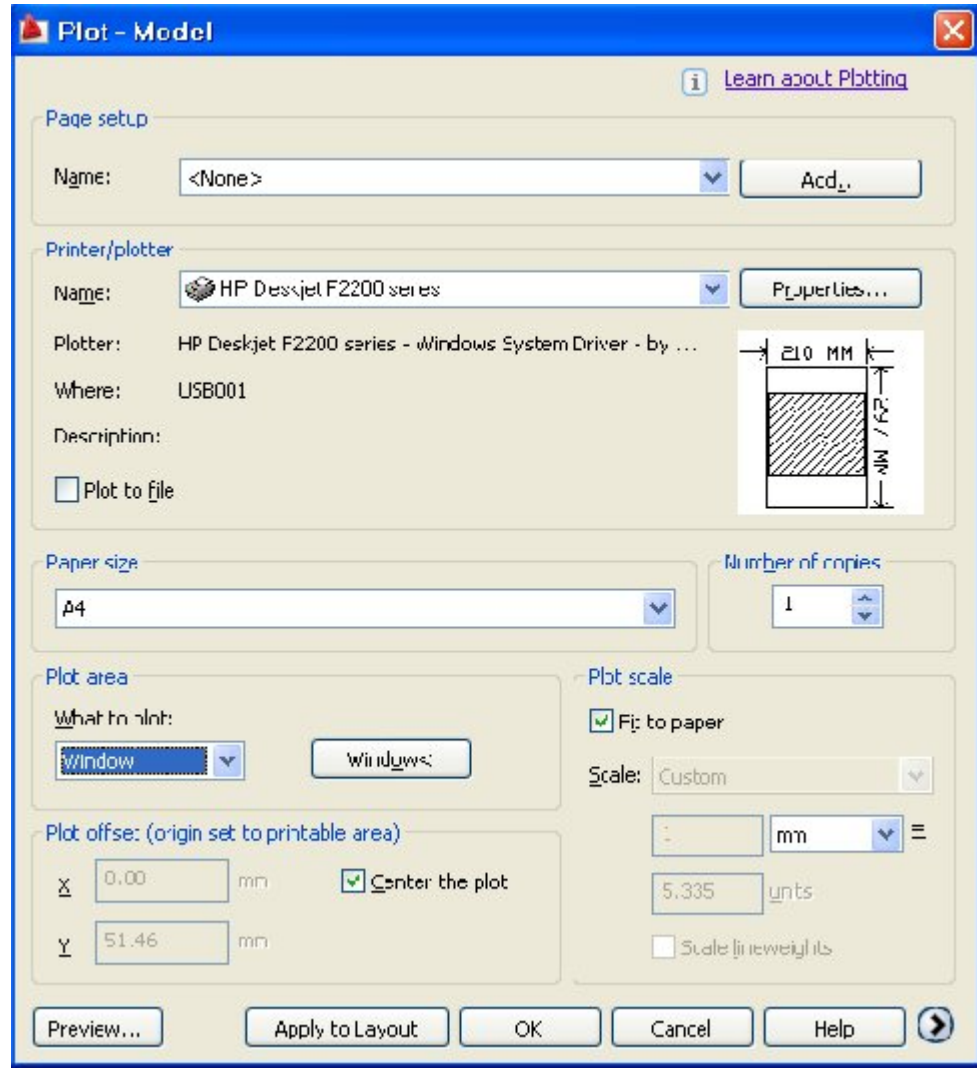 Plot - Model
Learn about Plotting
Page setup
Name: <None> Add...
Printer/plotter
Name: HP Deskjet F2200 series Properties...
Plotter: HP Deskjet F2200 series - Windows System Driver - by ...
Where: USB001
Description:
Plot to file
210 MM
297 MM
Paper size
A4
Number of copies
1
Plot area
What to plot:
Window Window<
Plot offset (origin set to printable area)
X 0.00 mm Center the plot
Y 51.46 mm
Plot scale
Fit to paper
Scale: Custom
1 mm =
5.335 units
Scale lineweights
Preview... Apply to Layout OK Cancel Help